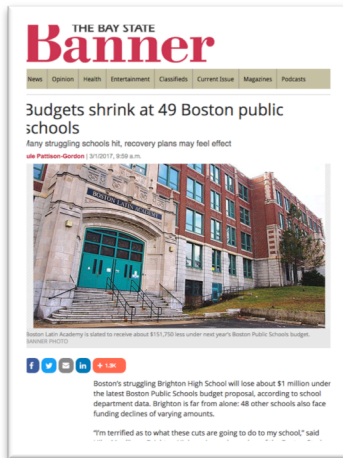 THE BAY STATE
Banner
News Opinion Health Entertainment Classifieds Current Issue Magazines Podcasts
Budgets shrink at 49 Boston public
schools
Many struggling schools hit, recovery plans may feel effect
ule Pattison-Gordon | 3/1/2017, 9:59 a.m.
BOSTON LATIN ACADEMY
Boston Latin Academy is slated to receive about $151,750 less under next year's Boston Public Schools budget.
BANNER PHOTO
f in + 1.8K
Boston's struggling Brighton High School will lose about $1 million under
the latest Boston Public Schools budget proposal, according to school
department data. Brighton is far from alone: 48 other schools also face
funding declines of varying amounts.
"I'm terrified as to what these cuts are going to do to my school," said